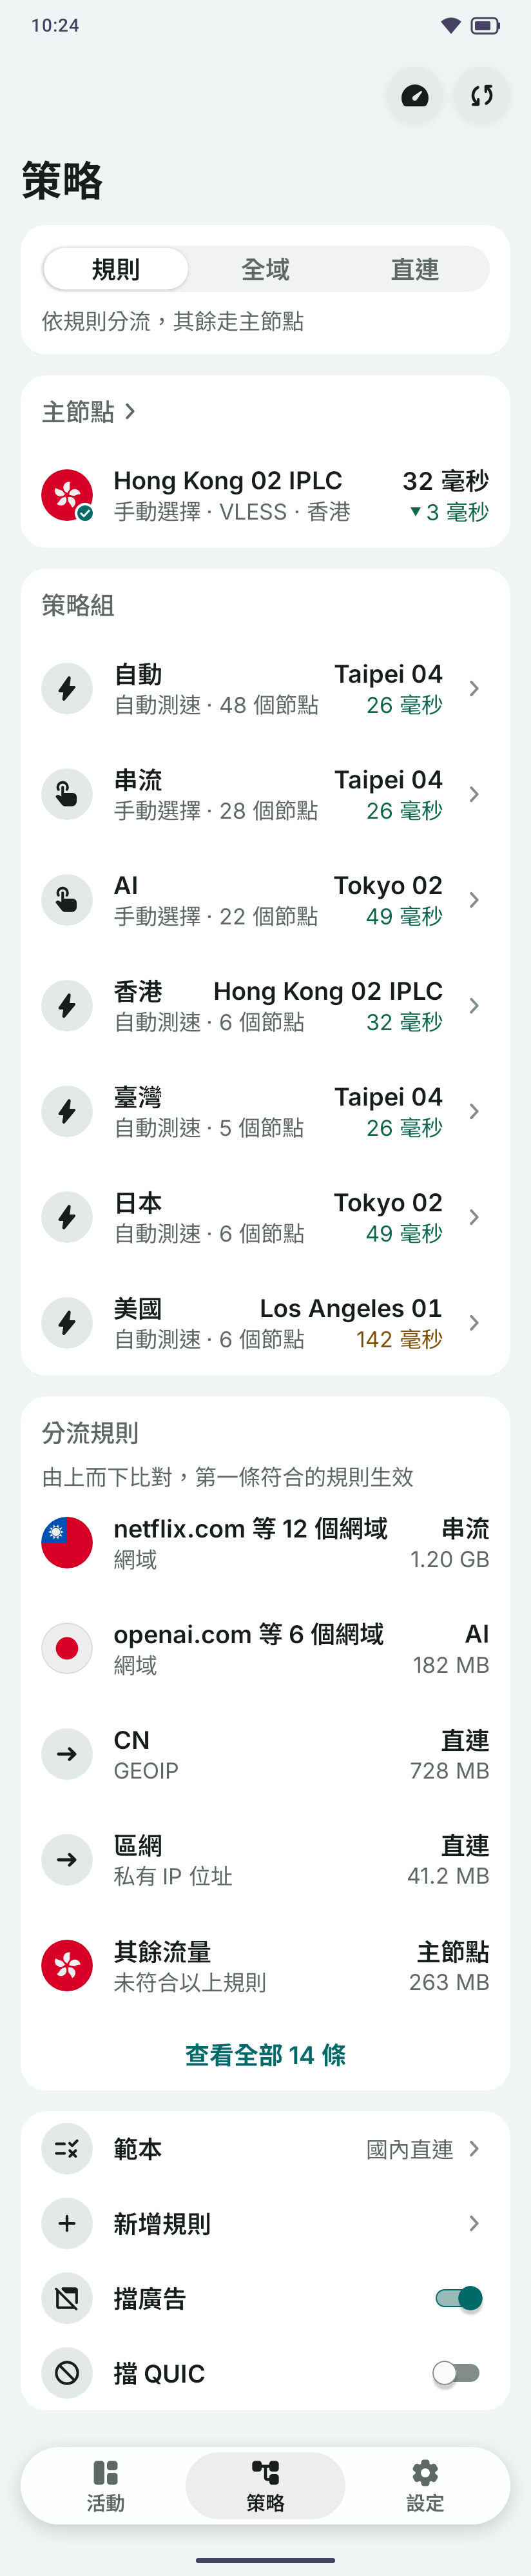 10:24
策略
規則 全域 直連
依規則分流，其餘走主節點
主節點
Hong Kong 02 IPLC 32 毫秒
手動選擇 · VLESS · 香港 ▼3 毫秒
策略組
自動 Taipei 04
自動測速 · 48 個節點 26 毫秒
串流 Taipei 04
手動選擇 · 28 個節點 26 毫秒
AI Tokyo 02
手動選擇 · 22 個節點 49 毫秒
香港 Hong Kong 02 IPLC
自動測速 · 6 個節點 32 毫秒
臺灣 Taipei 04
自動測速 · 5 個節點 26 毫秒
日本 Tokyo 02
自動測速 · 6 個節點 49 毫秒
美國 Los Angeles 01
自動測速 · 6 個節點 142 毫秒
分流規則
由上而下比對，第一條符合的規則生效
netflix.com 等 12 個網域 串流
網域 1.20 GB
openai.com 等 6 個網域 AI
網域 182 MB
CN 直連
GEOIP 728 MB
區網 直連
私有 IP 位址 41.2 MB
其餘流量 主節點
未符合以上規則 263 MB
查看全部 14 條
範本 國內直連
新增規則
擋廣告
擋 QUIC
活動 策略 設定